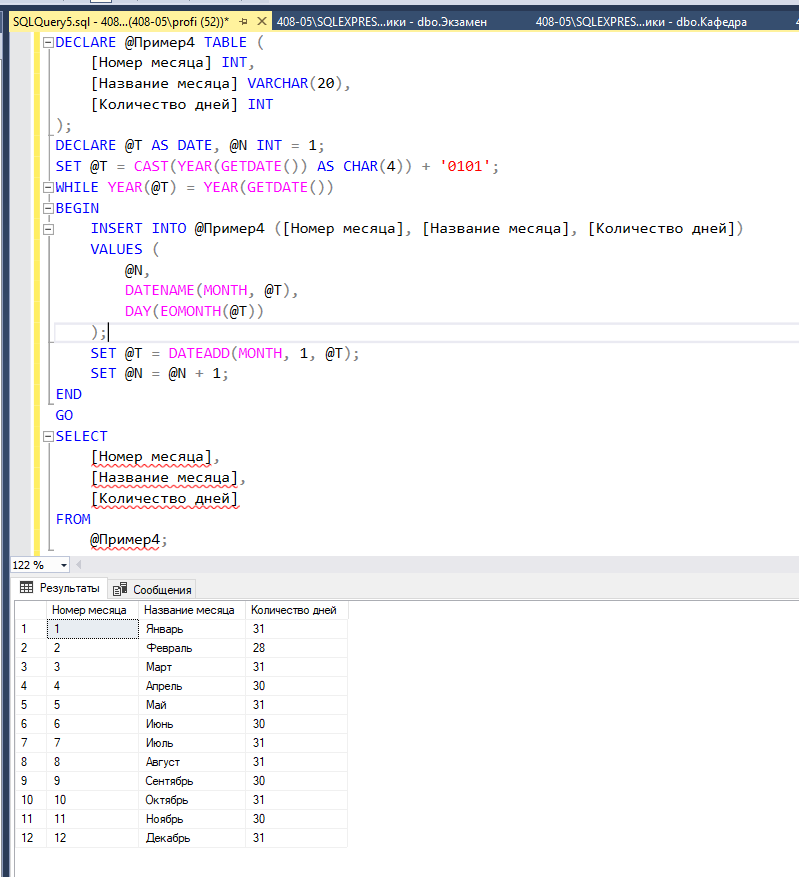 SQLQuery5.sql - 408...(408-05\profi (52))* 408-05\SQLEXPRES...ики - dbo.Экзамен 408-05\SQLEXPRES...ики - dbo.Кафедра
DECLARE @Пример4 TABLE (
[Номер месяца] INT,
[Название месяца] VARCHAR(20),
[Количество дней] INT
);
DECLARE @T AS DATE, @N INT = 1;
SET @T = CAST(YEAR(GETDATE()) AS CHAR(4)) + '0101';
WHILE YEAR(@T) = YEAR(GETDATE())
BEGIN
INSERT INTO @Пример4 ([Номер месяца], [Название месяца], [Количество дней])
VALUES (
@N,
DATENAME(MONTH, @T),
DAY(EOMONTH(@T))
);
SET @T = DATEADD(MONTH, 1, @T);
SET @N = @N + 1;
END
GO
SELECT
[Номер месяца],
[Название месяца],
[Количество дней]
FROM
@Пример4;
122 %
Результаты Сообщения
Номер месяца Название месяца Количество дней
1 1 Январь 31
2 2 Февраль 28
3 3 Март 31
4 4 Апрель 30
5 5 Май 31
6 6 Июнь 30
7 7 Июль 31
8 8 Август 31
9 9 Сентябрь 30
10 10 Октябрь 31
11 11 Ноябрь 30
12 12 Декабрь 31